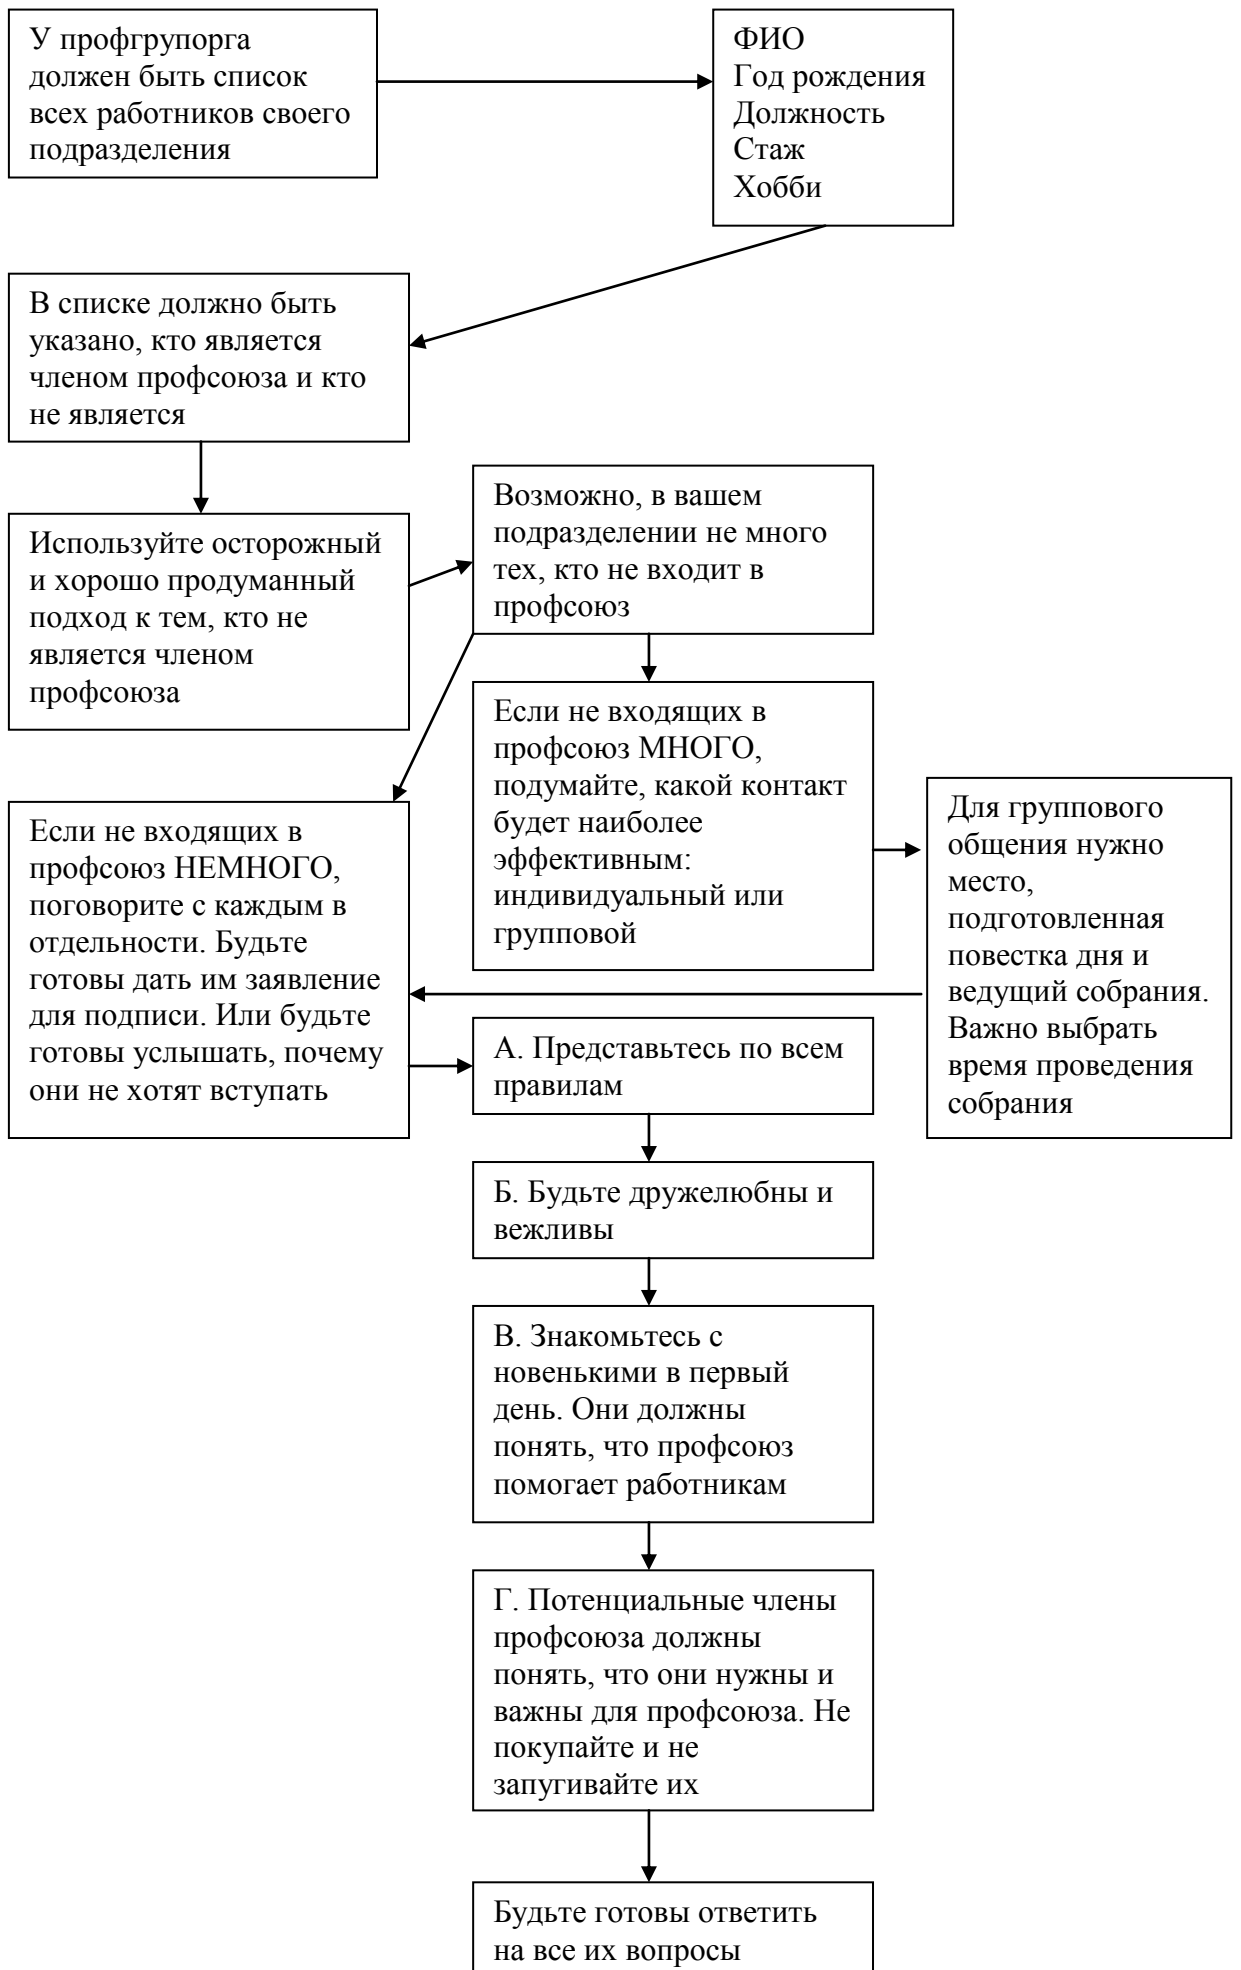 У профгрупорга
должен быть список
всех работников своего
подразделения
ФИО
Год рождения
Должность
Стаж
Хобби
В списке должно быть
указано, кто является
членом профсоюза и кто
не является
Используйте осторожный
и хорошо продуманный
подход к тем, кто не
является членом
профсоюза
Возможно, в вашем
подразделении не много
тех, кто не входит в
профсоюз
Если не входящих в
профсоюз МНОГО,
подумайте, какой контакт
будет наиболее
эффективным:
индивидуальный или
групповой
Для группового
общения нужно
место,
подготовленная
повестка дня и
ведущий собрания.
Важно выбрать
время проведения
собрания
Если не входящих в
профсоюз НЕМНОГО,
поговорите с каждым в
отдельности. Будьте
готовы дать им заявление
для подписи. Или будьте
готовы услышать, почему
они не хотят вступать
А. Представьтесь по всем
правилам
Б. Будьте дружелюбны и
вежливы
В. Знакомьтесь с
новенькими в первый
день. Они должны
понять, что профсоюз
помогает работникам
Г. Потенциальные члены
профсоюза должны
понять, что они нужны и
важны для профсоюза. Не
покупайте и не
запугивайте их
Будьте готовы ответить
на все их вопросы